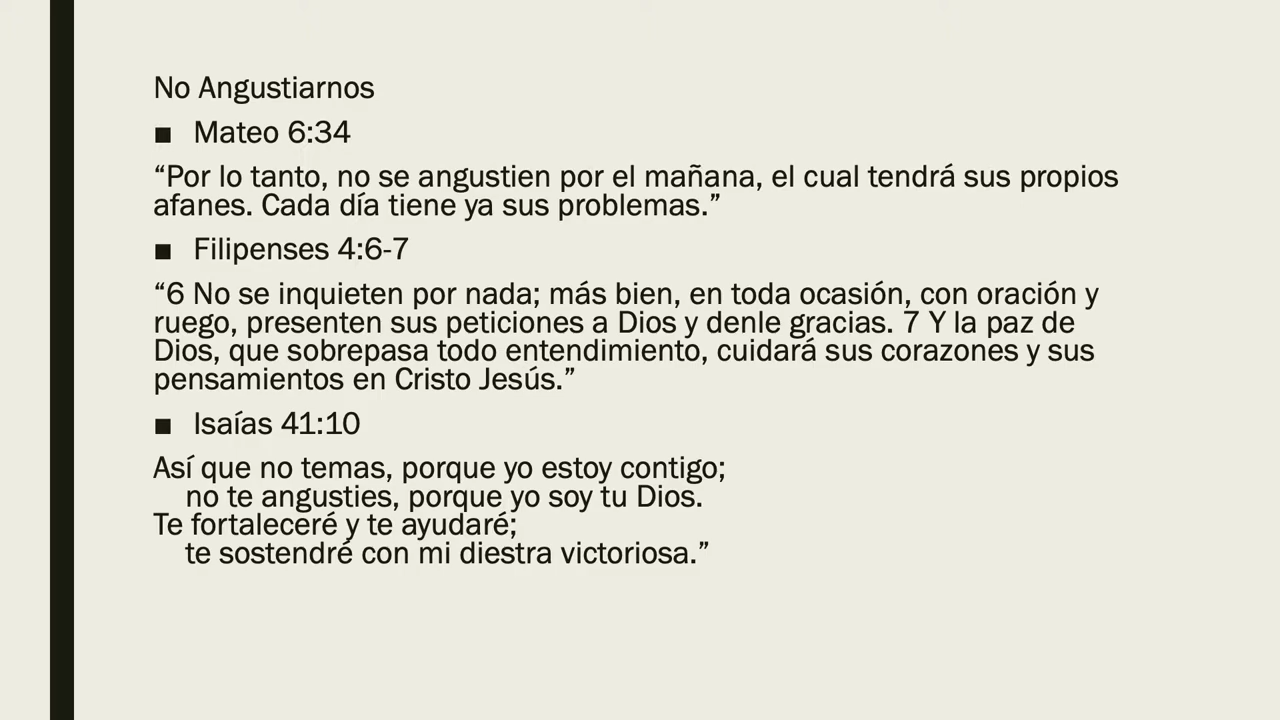 No Angustiarnos
■ Mateo 6:34
“Por lo tanto, no se angustien por el mañana, el cual tendrá sus propios
afanes. Cada día tiene ya sus problemas.”
■ Filipenses 4:6-7
“6 No se inquieten por nada; más bien, en toda ocasión, con oración y
ruego, presenten sus peticiones a Dios y denle gracias. 7 Y la paz de
Dios, que sobrepasa todo entendimiento, cuidará sus corazones y sus
pensamientos en Cristo Jesús.”
■ Isaías 41:10
Así que no temas, porque yo estoy contigo;
no te angusties, porque yo soy tu Dios.
Te fortaleceré y te ayudaré;
te sostendré con mi diestra victoriosa.”